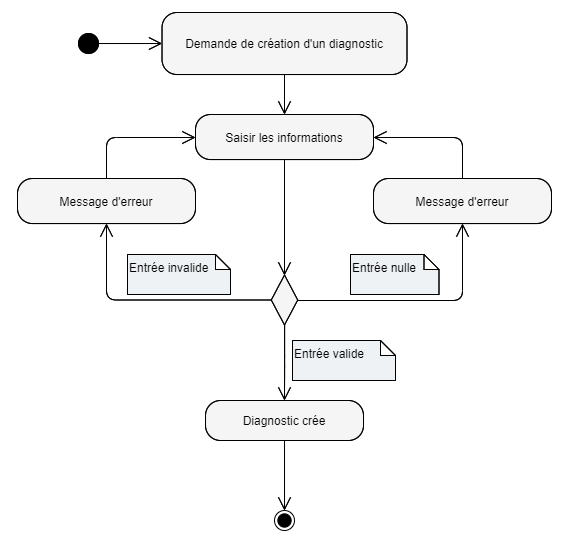 Demande de création d'un diagnostic
Saisir les informations
Message d'erreur
Message d'erreur
Entrée invalide
Entrée nulle
Entrée valide
Diagnostic crée